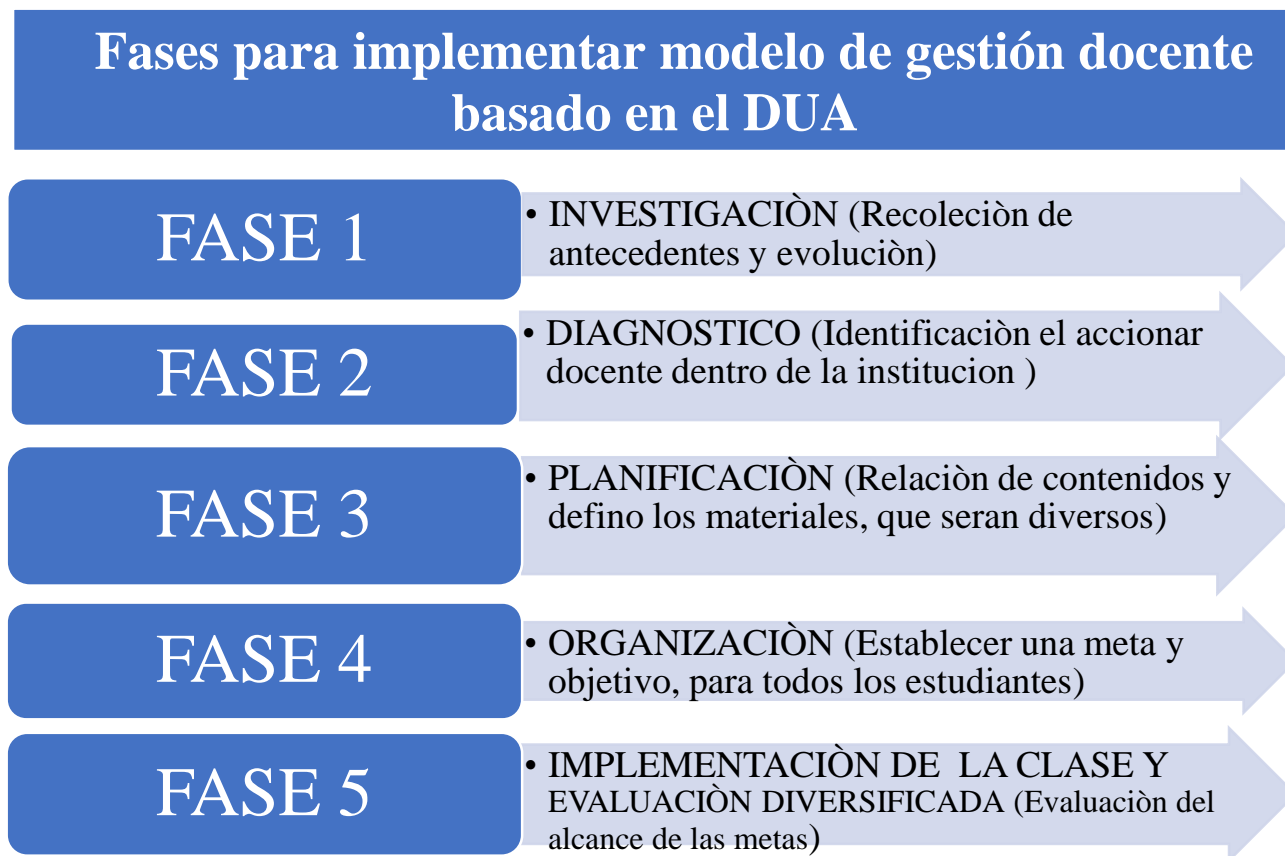 Fases para implementar modelo de gestión docente
basado en el DUA
FASE 1
• INVESTIGACIÒN (Recoleciòn de
antecedentes y evoluciòn)
FASE 2
• DIAGNOSTICO (Identificaciòn el accionar
docente dentro de la institucion )
FASE 3
• PLANIFICACIÒN (Relaciòn de contenidos y
defino los materiales, que seran diversos)
FASE 4
• ORGANIZACIÒN (Establecer una meta y
objetivo, para todos los estudiantes)
FASE 5
• IMPLEMENTACIÒN DE  LA CLASE Y
EVALUACIÒN DIVERSIFICADA (Evaluaciòn del
alcance de las metas)